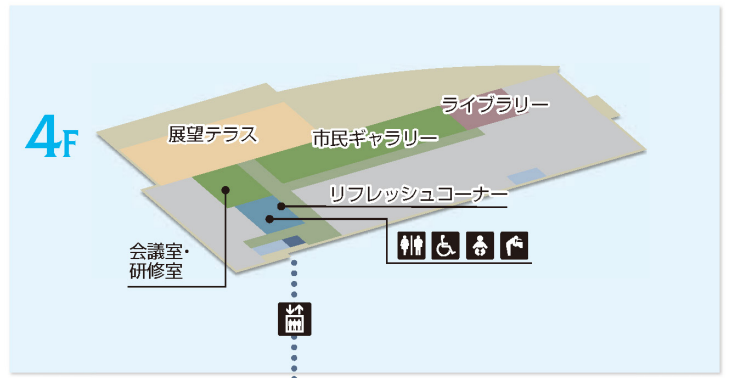 4F
展望テラス
市民ギャラリー
ライブラリー
リフレッシュコーナー
会議室・
研修室